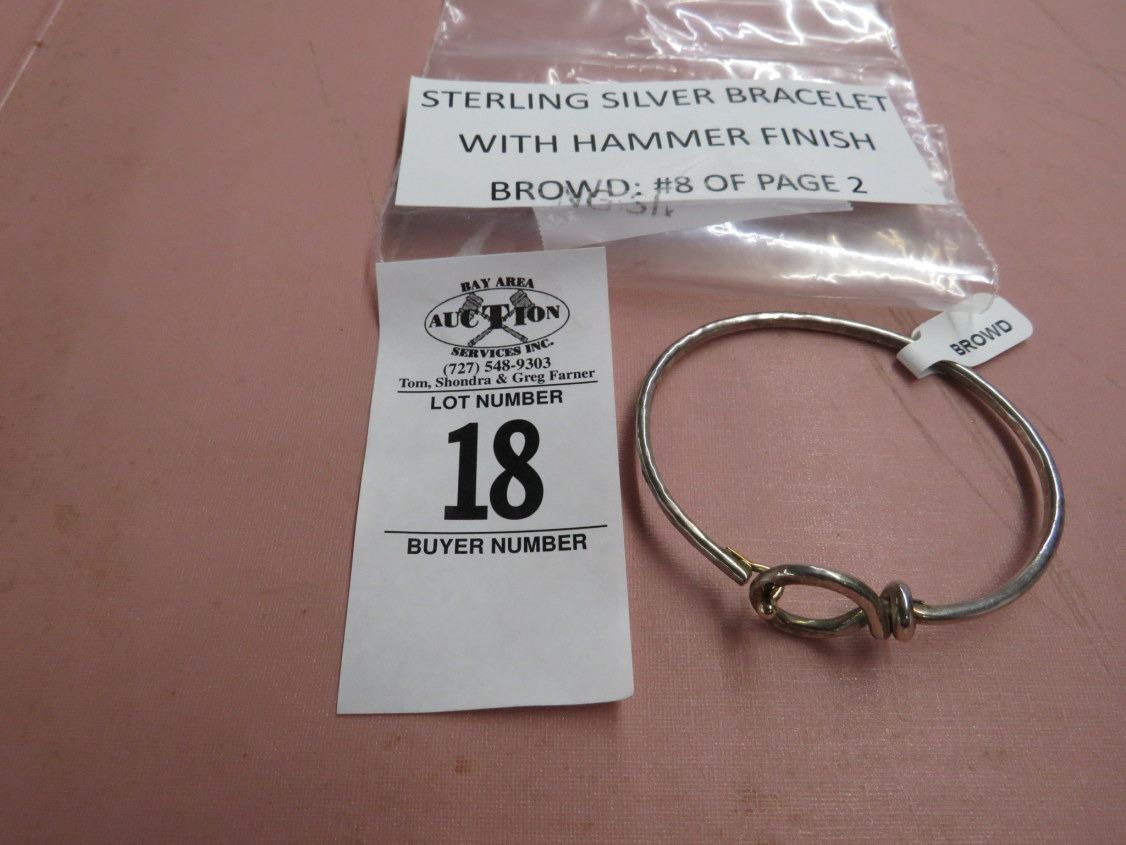 STERLING SILVER BRACELET
WITH HAMMER FINISH
BROWD: #8 OF PAGE 2
BAY AREA
AUCTION
SERVICES INC.
(727) 548-9303
Tom, Shondra & Greg Farner
LOT NUMBER
18
BUYER NUMBER
BROWD